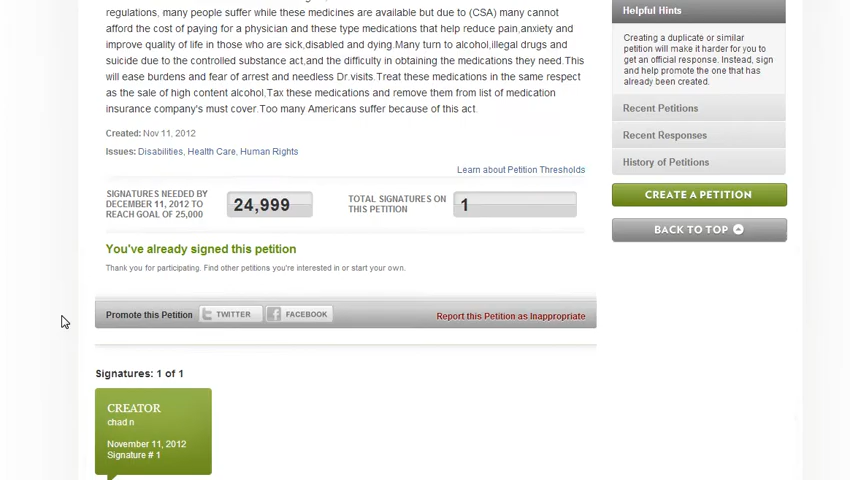 regulations, many people suffer while these medicines are available but due to (CSA) many cannot
afford the cost of paying for a physician and these type medications that help reduce pain,anxiety and
improve quality of life in those who are sick,disabled and dying.Many turn to alcohol,illegal drugs and
suicide due to the controlled substance act,and the difficulty in obtaining the medications they need.This
will ease burdens and fear of arrest and needless Dr.visits.Treat these medications in the same respect
as the sale of high content alcohol,Tax these medications and remove them from list of medication
insurance company's must cover.Too many Americans suffer because of this act.
Created: Nov 11, 2012
Issues: Disabilities, Health Care, Human Rights
Learn about Petition Thresholds
SIGNATURES NEEDED BY
DECEMBER 11, 2012 TO
REACH GOAL OF 25,000
24,999
TOTAL SIGNATURES ON
THIS PETITION
1
You've already signed this petition
Thank you for participating. Find other petitions you're interested in or start your own.
Promote this Petition
TWITTER
FACEBOOK
Report this Petition as Inappropriate
Signatures: 1 of 1
CREATOR
chad n
November 11, 2012
Signature # 1
Helpful Hints
Creating a duplicate or similar
petition will make it harder for you to
get an official response. Instead, sign
and help promote the one that has
already been created.
Recent Petitions
Recent Responses
History of Petitions
CREATE A PETITION
BACK TO TOP